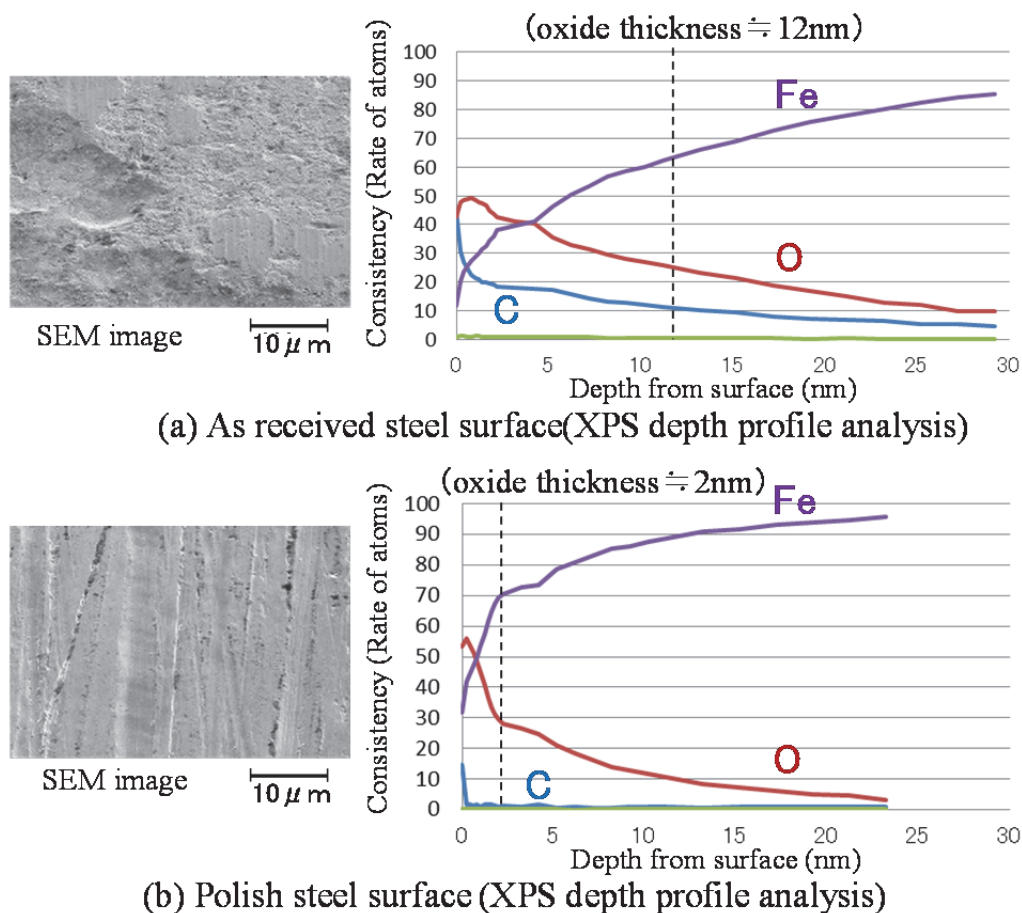 (oxide thickness ≒ 12nm)
100
90
80
70
60
50
40
30
20
10
0
Consistency (Rate of atoms)
Fe
O
C
0 5 10 15 20 25 30
Depth from surface (nm)
SEM image
10 μm
(a) As received steel surface(XPS depth profile analysis)
(oxide thickness ≒ 2nm)
100
90
80
70
60
50
40
30
20
10
0
Consistency (Rate of atoms)
Fe
O
C
0 5 10 15 20 25 30
Depth from surface (nm)
SEM image
10 μm
(b) Polish steel surface (XPS depth profile analysis)